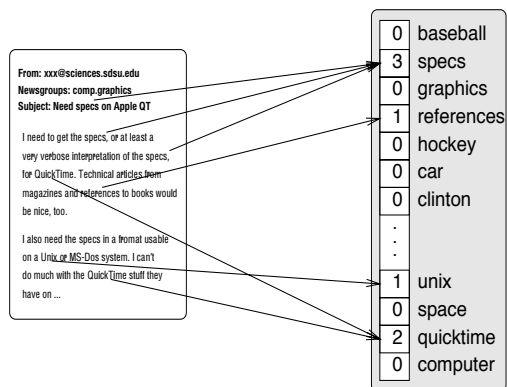 From: xxx@sciences.sdsu.edu
Newsgroups: comp.graphics
Subject: Need specs on Apple QT
I need to get the specs, or at least a
very verbose interpretation of the specs,
for QuickTime. Technical articles from
magazines and references to books would
be nice, too.
I also need the specs in a fromat usable
on a Unix or MS-Dos system. I can't
do much with the QuickTime stuff they
have on ...
0 baseball
3 specs
0 graphics
1 references
0 hockey
0 car
0 clinton
.
.
.
1 unix
0 space
2 quicktime
0 computer